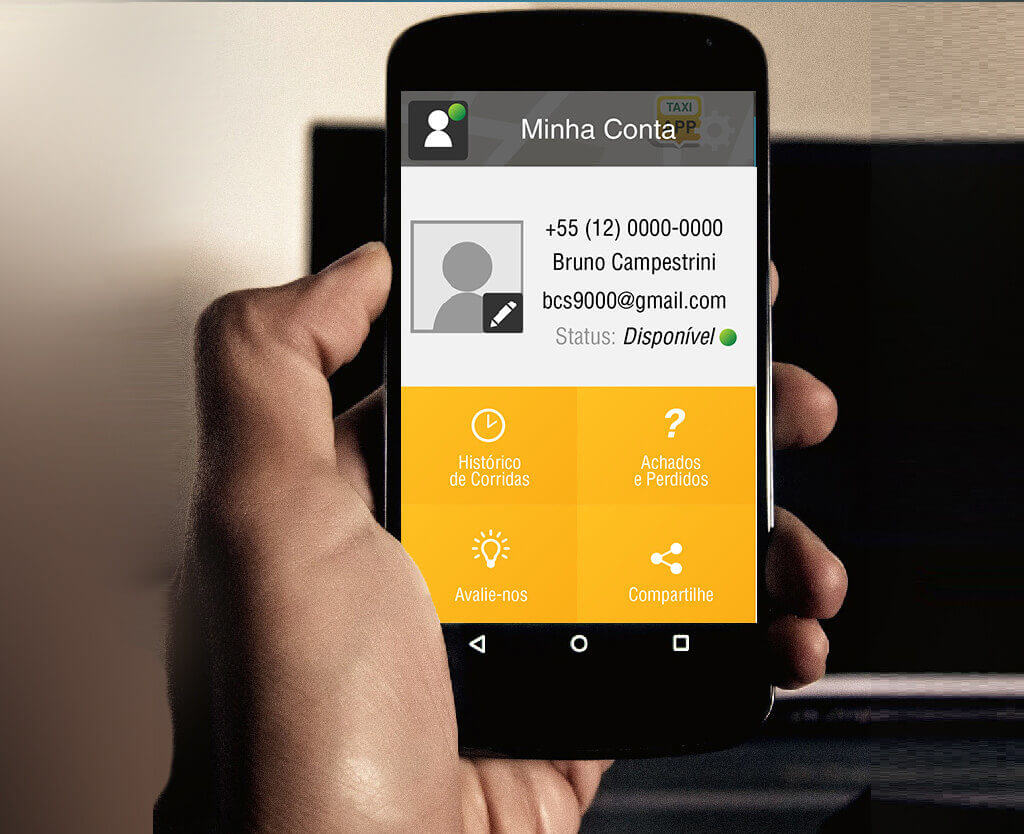 TAXI
APP
Minha Conta
+55 (12) 0000-0000
Bruno Campestrini
bcs9000@gmail.com
Status: Disponível
?
Histórico
de Corridas
Achados
e Perdidos
Avalie-nos
Compartilhe